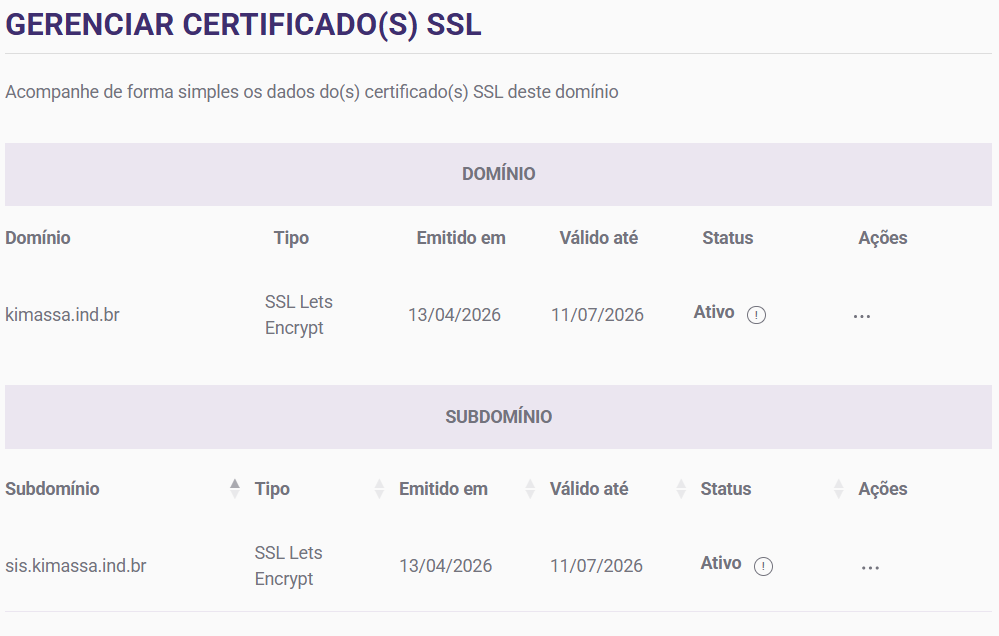 GERENCIAR CERTIFICADO(S) SSL
Acompanhe de forma simples os dados do(s) certificado(s) SSL deste domínio
DOMÍNIO
Domínio Tipo Emitido em Válido até Status Ações
kimassa.ind.br SSL Lets Encrypt 13/04/2026 11/07/2026 Ativo ! ...
SUBDOMÍNIO
Subdomínio Tipo Emitido em Válido até Status Ações
sis.kimassa.ind.br SSL Lets Encrypt 13/04/2026 11/07/2026 Ativo ! ...